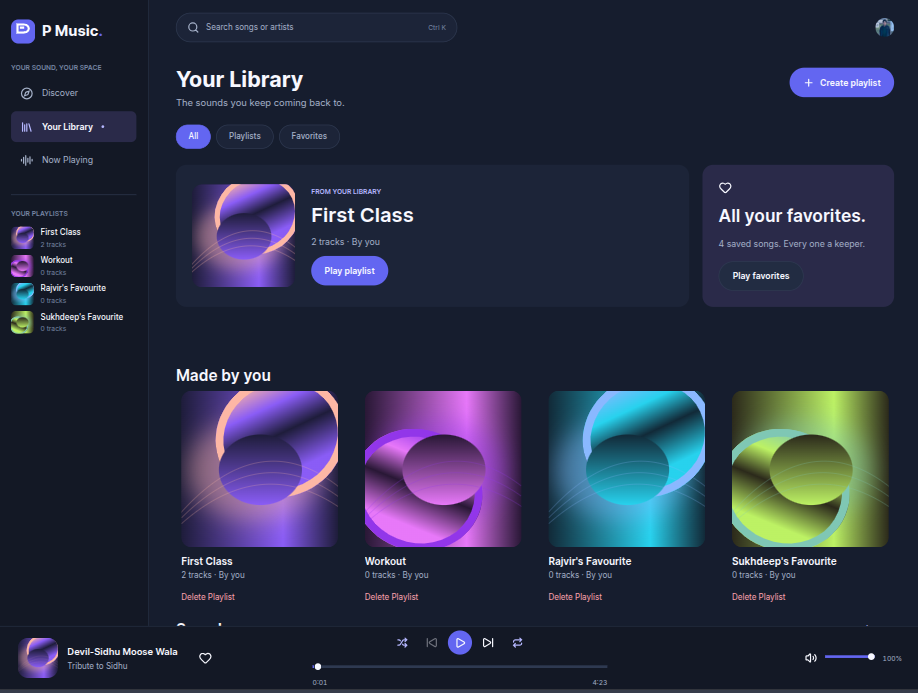 P Music.
Search songs or artists
Ctrl K
YOUR SOUND, YOUR SPACE
Discover
Your Library
Now Playing
YOUR PLAYLISTS
First Class
2 tracks
Workout
0 tracks
Rajvir's Favourite
0 tracks
Sukhdeep's Favourite
0 tracks
Your Library
The sounds you keep coming back to.
Create playlist
All
Playlists
Favorites
FROM YOUR LIBRARY
First Class
2 tracks · By you
Play playlist
All your favorites.
4 saved songs. Every one a keeper.
Play favorites
Made by you
First Class
2 tracks · By you
Delete Playlist
Workout
0 tracks · By you
Delete Playlist
Rajvir's Favourite
0 tracks · By you
Delete Playlist
Sukhdeep's Favourite
0 tracks · By you
Delete Playlist
Devil-Sidhu Moose Wala
Tribute to Sidhu
0:01
4:23
100%